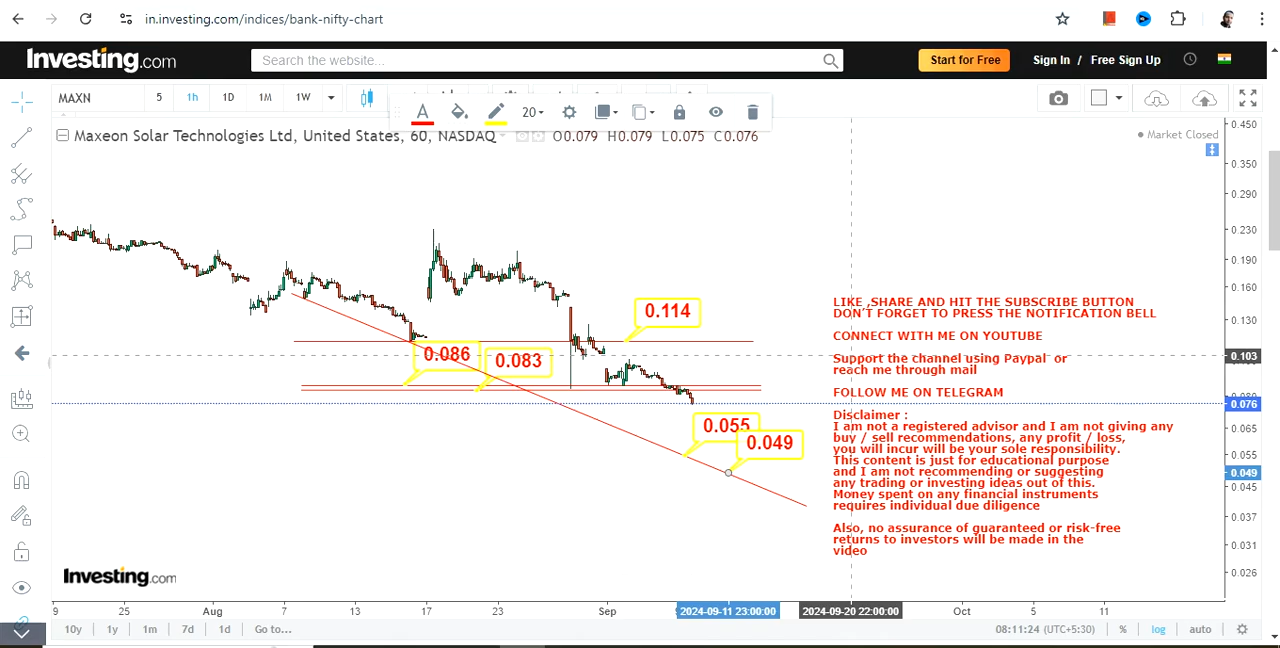 in.investing.com/indices/bank-nifty-chart
Investing.com
Search the website...
Start for Free
Sign In / Free Sign Up
MAXN 5 1h 1D 1M 1W
20
Maxeon Solar Technologies Ltd, United States, 60, NASDAQ O0.079 H0.079 L0.075 C0.076
Market Closed
0.450
0.350
0.290
0.230
0.190
0.160
0.130
0.103
0.076
0.065
0.055
0.049
0.045
0.037
0.031
0.026
0.114
0.086
0.083
0.055
0.049
LIKE ,SHARE AND HIT THE SUBSCRIBE BUTTON
DON'T FORGET TO PRESS THE NOTIFICATION BELL
CONNECT WITH ME ON YOUTUBE
Support the channel using Paypal or
reach me through mail
FOLLOW ME ON TELEGRAM
Disclaimer :
I am not a registered advisor and I am not giving any
buy / sell recommendations, any profit / loss,
you will incur will be your sole responsibility.
This content is just for educational purpose
and I am not recommending or suggesting
any trading or investing ideas out of this.
Money spent on any financial instruments
requires individual due diligence
Also, no assurance of guaranteed or risk-free
returns to investors will be made in the
video
Investing.com
9 25 Aug 7 13 17 23 Sep 2024-09-11 23:00:00 2024-09-20 22:00:00 Oct 5 11
10y 1y 1m 7d 1d Go to... 08:11:24 (UTC+5:30) % log auto